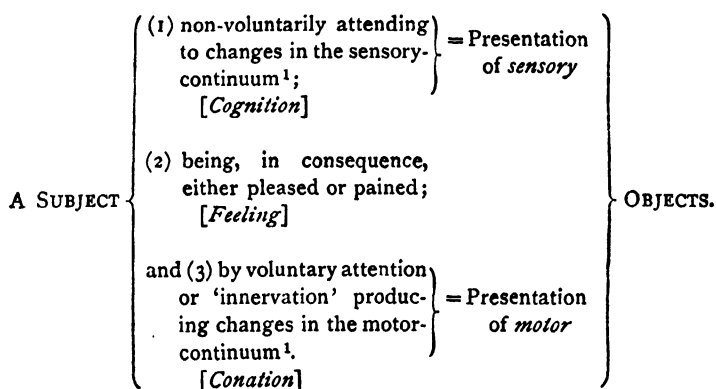 (1) non-voluntarily attending
to changes in the sensory-
continuum¹;
[Cognition]
= Presentation
of sensory
(2) being, in consequence,
either pleased or pained;
[Feeling]
A SUBJECT
OBJECTS.
and (3) by voluntary attention
or ‘innervation’ produc-
ing changes in the motor-
continuum¹.
[Conation]
= Presentation
of motor